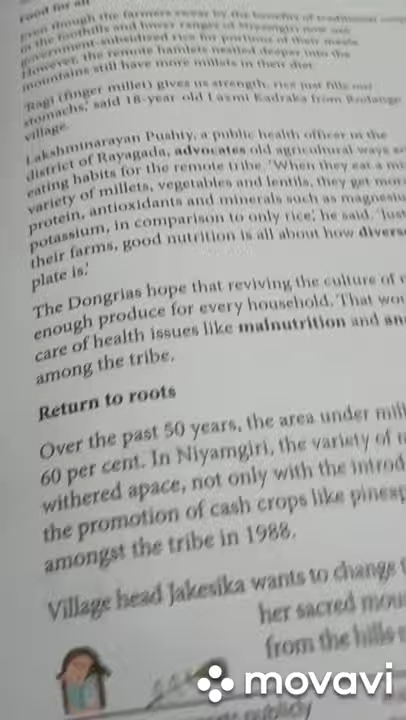 Food for all
Even though the farmers swear by the benefits of traditional
in the foothills and lower ranges of Niyamgiri now use
government-subsidized rice for portions of their meals.
However, the remote hamlets nestled deeper into the
mountains still have more millets in their diet.
'Ragi (finger millet) gives us strength, rice just fills our
stomachs,' said 18-year-old Laxmi Kadraka from
village.
Lakshminarayan Pushty, a public health officer in the
district of Rayagada, advocates old agricultural ways
eating habits for the remote tribe. 'When they eat a
variety of millets, vegetables and lentils, they get
protein, antioxidants and minerals such as
potassium, in comparison to only rice,' he said. 'Just
their farms, good nutrition is all about how
plate is.'
The Dongrias hope that reviving the culture of
enough produce for every household. That
care of health issues like malnutrition and
among the tribe.
Return to roots
Over the past 50 years, the area under
60 per cent. In Niyamgiri, the variety of
withered apace, not only with the
the promotion of cash crops like
amongst the tribe in 1988.
Village head Jakesika wants to change
her sacred
from the hills
publicly
movavi